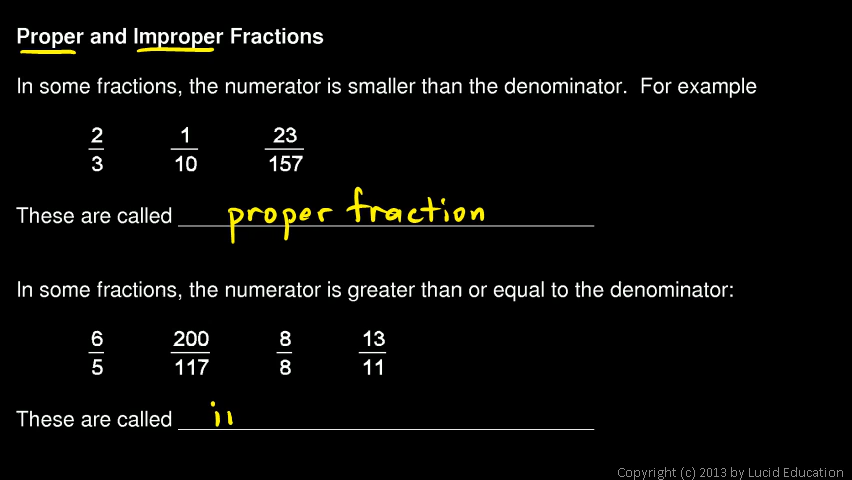 Proper and Improper Fractions
In some fractions, the numerator is smaller than the denominator. For example
2/3 1/10 23/157
These are called proper fraction
In some fractions, the numerator is greater than or equal to the denominator:
6/5 200/117 8/8 13/11
These are called
Copyright (c) 2013 by Lucid Education